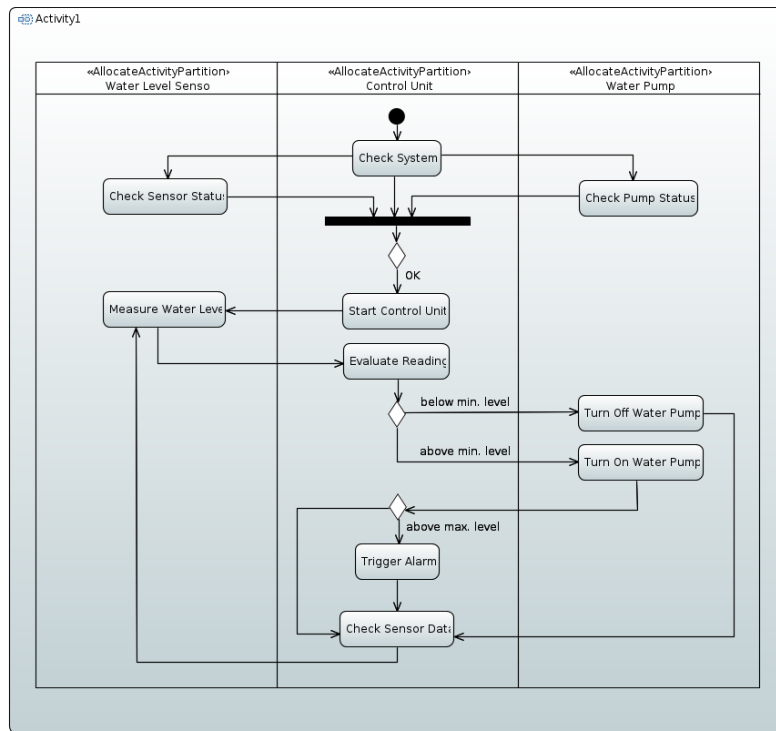 Activity1
«AllocateActivityPartition»
Water Level Senso
«AllocateActivityPartition»
Control Unit
«AllocateActivityPartition»
Water Pump
Check System
Check Sensor Statu
Check Pump Status
OK
Measure Water Leve
Start Control Unit
Evaluate Reading
below min. level
Turn Off Water Pump
above min. level
Turn On Water Pump
above max. level
Trigger Alarm
Check Sensor Data